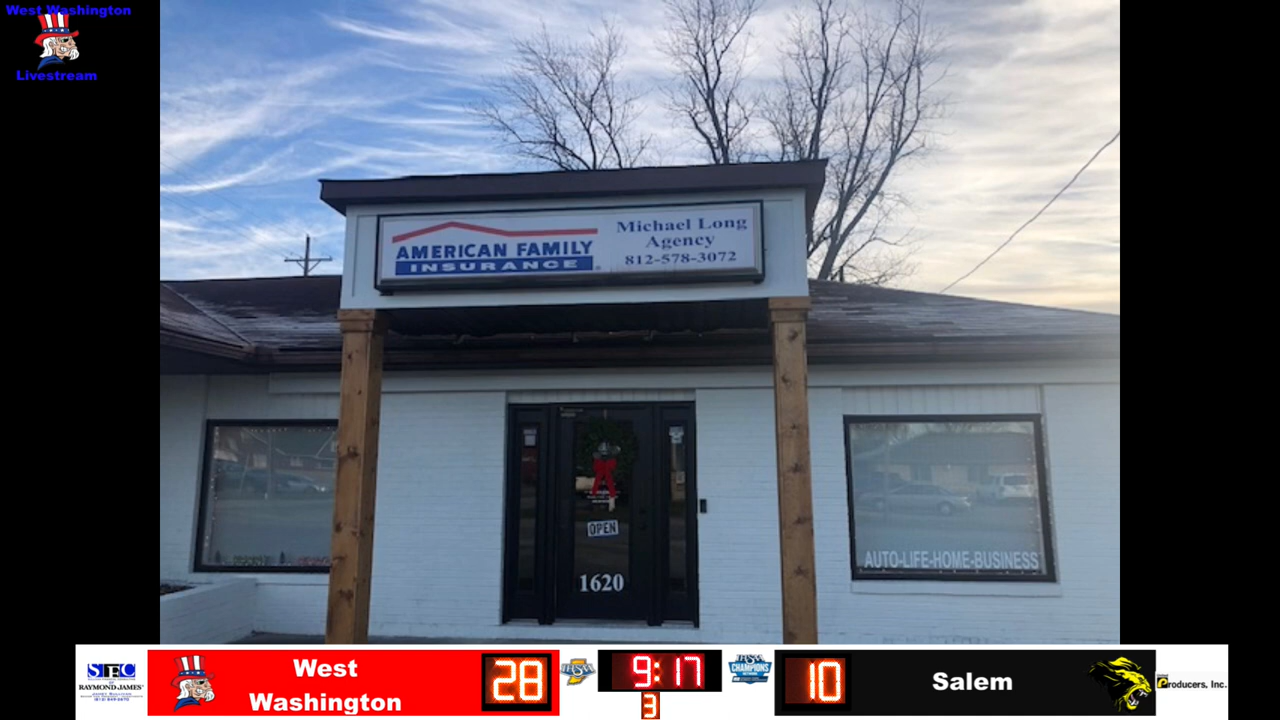 West Washington
Livestream
AMERICAN FAMILY
INSURANCE
Michael Long
Agency
812-578-3072
OPEN
1620
AUTO-LIFE-HOME-BUSINESS
RAYMOND JAMES
West
Washington
28
9:17
3
CHAMPIONS
10
Salem
Producers, Inc.